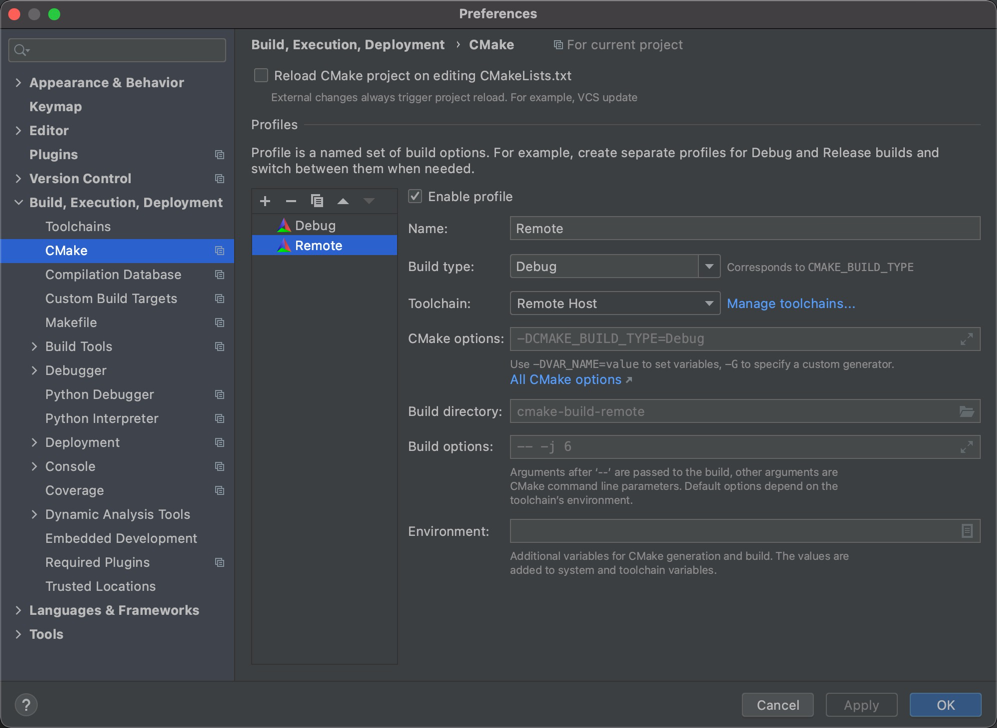 Preferences
Appearance & Behavior
Keymap
Editor
Plugins
Version Control
Build, Execution, Deployment
Toolchains
CMake
Compilation Database
Custom Build Targets
Makefile
Build Tools
Debugger
Python Debugger
Python Interpreter
Deployment
Console
Coverage
Dynamic Analysis Tools
Embedded Development
Required Plugins
Trusted Locations
Languages & Frameworks
Tools
Build, Execution, Deployment › CMake For current project
Reload CMake project on editing CMakeLists.txt
External changes always trigger project reload. For example, VCS update
Profiles
Profile is a named set of build options. For example, create separate profiles for Debug and Release builds and
switch between them when needed.
Debug
Remote
Enable profile
Name: Remote
Build type: Debug Corresponds to CMAKE_BUILD_TYPE
Toolchain: Remote Host Manage toolchains...
CMake options: -DCMAKE_BUILD_TYPE=Debug
Use -DVAR_NAME=value to set variables, -G to specify a custom generator.
All CMake options ↗
Build directory: cmake-build-remote
Build options: -- -j 6
Arguments after '--' are passed to the build, other arguments are
CMake command line parameters. Default options depend on the
toolchain's environment.
Environment:
Additional variables for CMake generation and build. The values are
added to system and toolchain variables.
? Cancel Apply OK